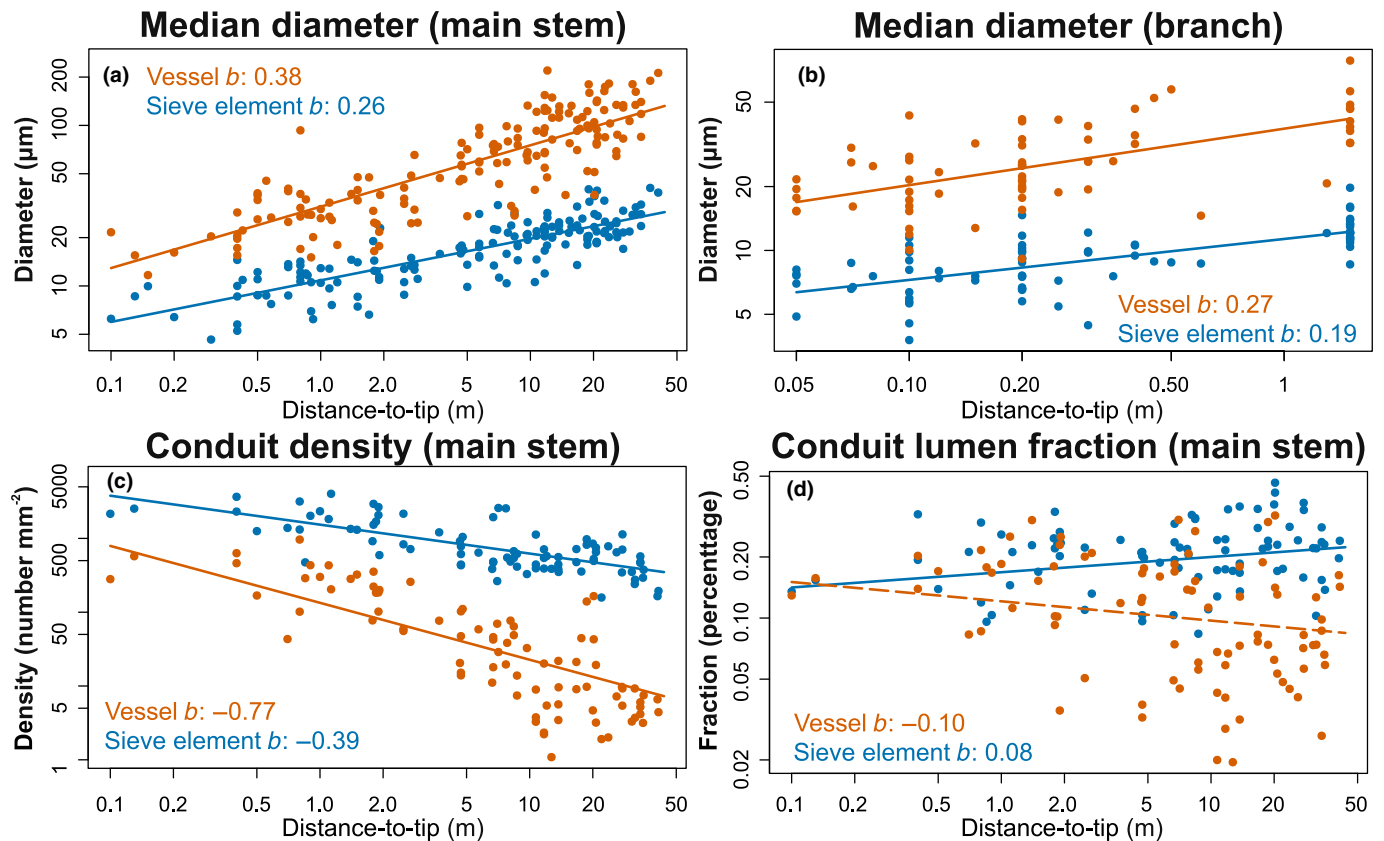 Median diameter (main stem)
(a)
Vessel b: 0.38
Sieve element b: 0.26
Diameter (µm)
200
100
50
20
10
5
0.1 0.2 0.5 1.0 2.0 5 10 20 50
Distance-to-tip (m)
Median diameter (branch)
(b)
Vessel b: 0.27
Sieve element b: 0.19
Diameter (µm)
50
20
10
5
0.05 0.10 0.20 0.50 1
Distance-to-tip (m)
Conduit density (main stem)
(c)
Vessel b: –0.77
Sieve element b: –0.39
Density (number mm⁻²)
5000
500
50
5
1
0.1 0.2 0.5 1.0 2.0 5 10 20 50
Distance-to-tip (m)
Conduit lumen fraction (main stem)
(d)
Vessel b: –0.10
Sieve element b: 0.08
Fraction (percenttage)
0.50
0.20
0.10
0.05
0.02
0.1 0.2 0.5 1.0 2.0 5 10 20 50
Distance-to-tip (m)